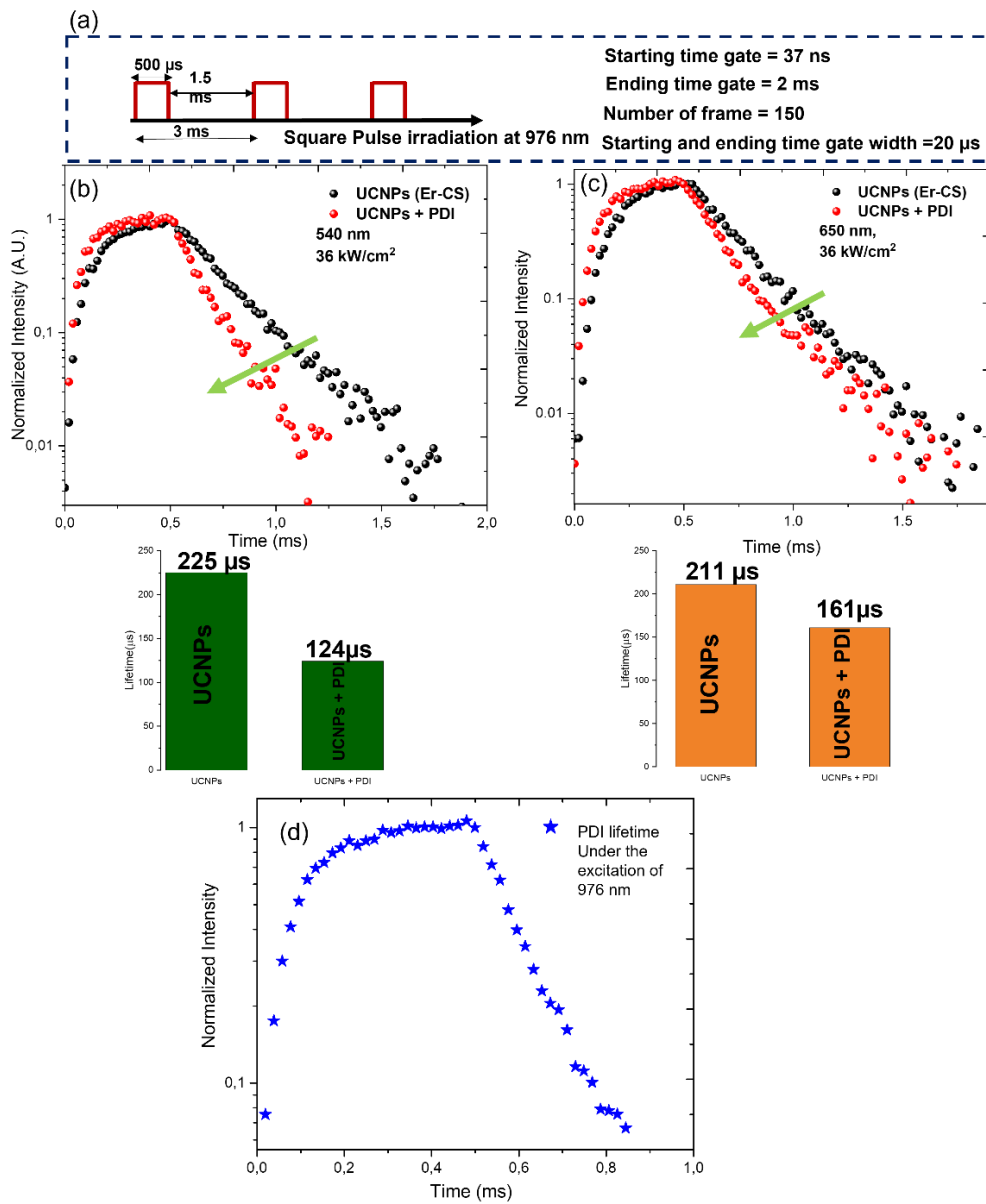 (a)
500 µs
1.5
ms
3 ms
Square Pulse irradiation at 976 nm
Starting time gate = 37 ns
Ending time gate = 2 ms
Number of frame = 150
Starting and ending time gate width =20 µs
(b)
UCNPs (Er-CS)
UCNPs + PDI
540 nm
36 kW/cm²
1
0,1
0,01
Normalized Intensity (A.U.)
0,0
0,5
1,0
1,5
2,0
Time (ms)
(c)
UCNPs (Er-CS)
UCNPs + PDI
650 nm,
36 kW/cm²
1
0.1
0.01
Normalized Intensity
0.0
0.5
1.0
1.5
Time (ms)
250
200
150
100
50
0
Lifetime(µs)
225 µs
UCNPs
124µs
UCNPs + PDI
UCNPs
UCNPs + PDI
250
200
150
100
50
0
Lifetime(µs)
211 µs
UCNPs
161µs
UCNPs + PDI
UCNPs
UCNPs + PDI
(d)
PDI lifetime
Under the
excitation of
976 nm
1
0,1
Normalized Intensity
0,0
0,2
0,4
0,6
0,8
1,0
Time (ms)